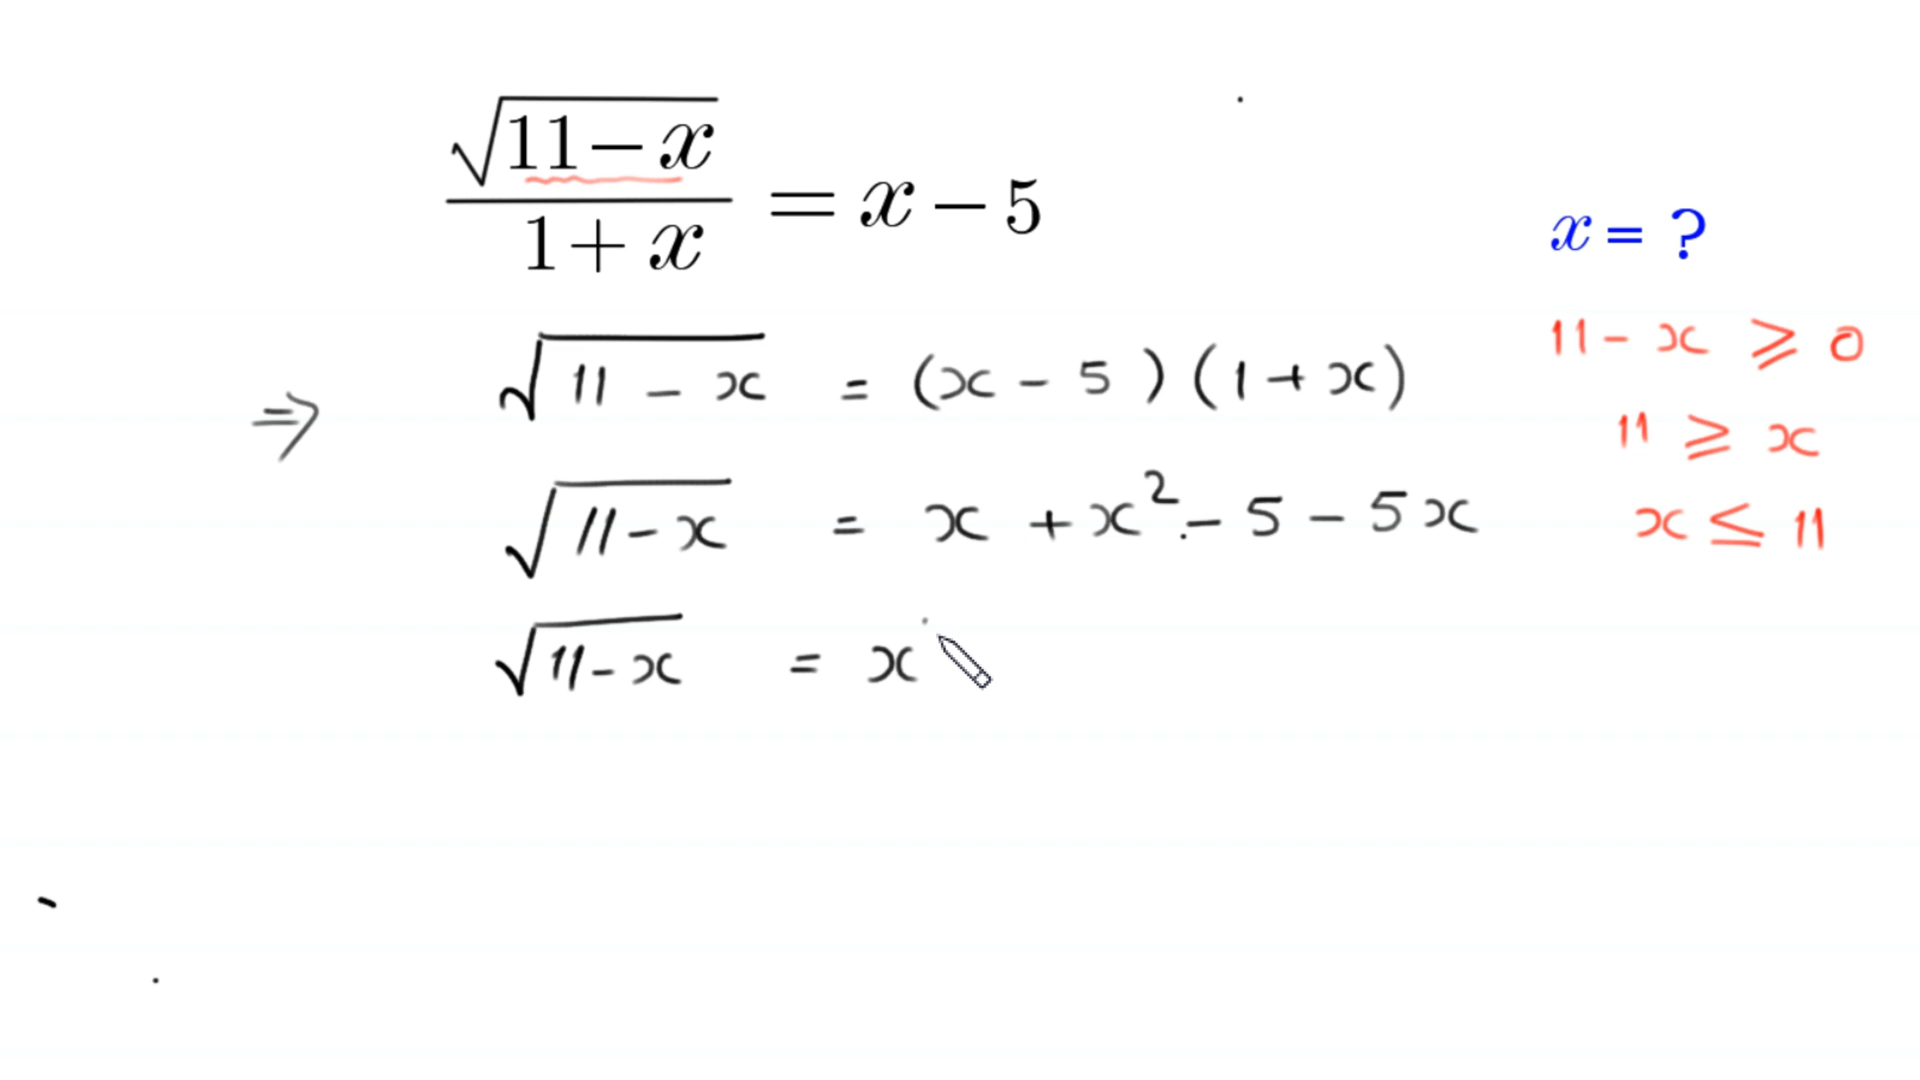 √(11-x) / (1+x) = x - 5
x = ?
11 - x ⩾ 0
⇒ √(11 - x) = (x - 5)(1 + x)
11 ⩾ x
√(11 - x) = x + x² - 5 - 5x
x ≤ 11
√(11 - x) = x